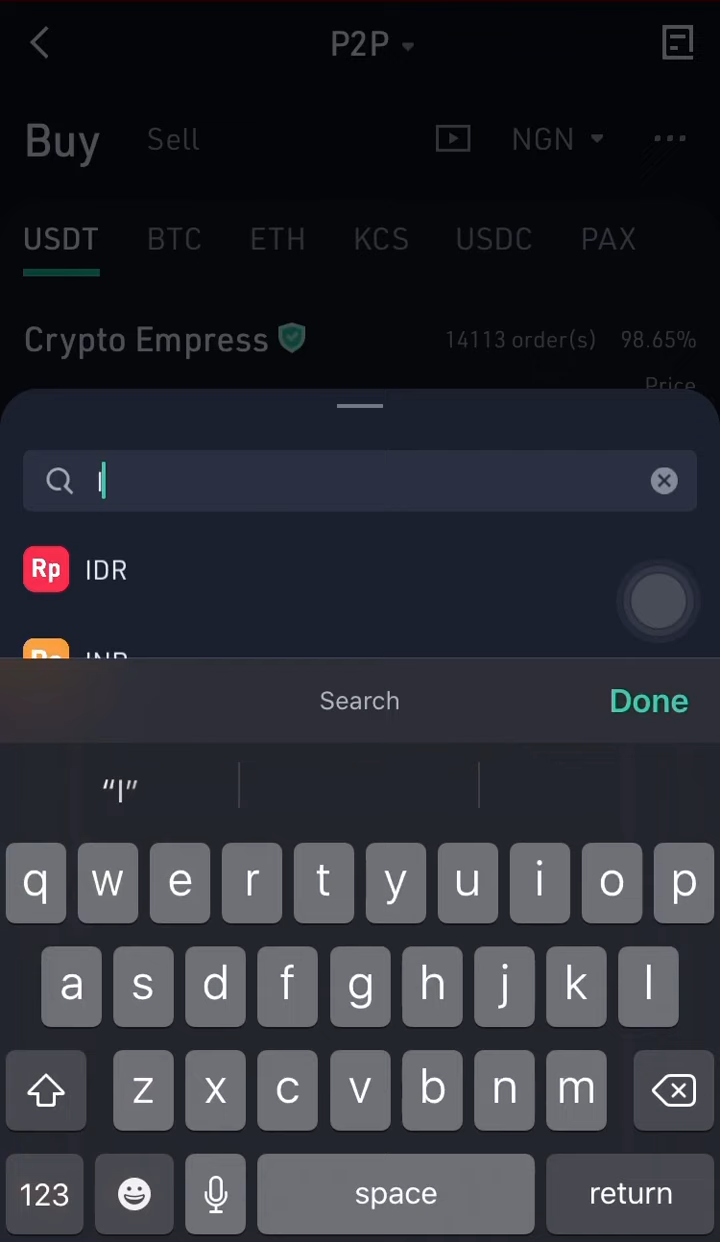 P2P
Buy Sell NGN
USDT BTC ETH KCS USDC PAX
Crypto Empress 14113 order(s) 98.65%
Price
I
Rp IDR
INR
Search Done
“I”
q w e r t y u i o p
a s d f g h j k l
z x c v b n m
123 space return